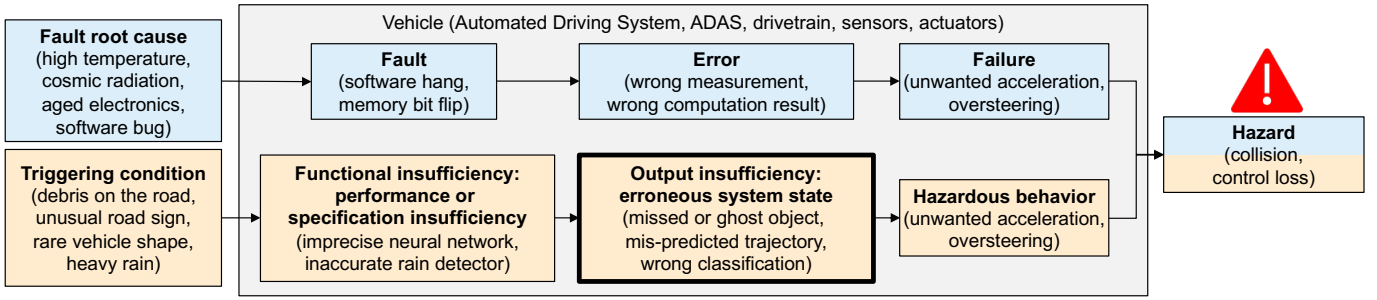 Vehicle (Automated Driving System, ADAS, drivetrain, sensors, actuators)
Fault root cause
(high temperature,
cosmic radiation,
aged electronics,
software bug)
Fault
(software hang,
memory bit flip)
Error
(wrong measurement,
wrong computation result)
Failure
(unwanted acceleration,
oversteering)
Hazard
(collision,
control loss)
Triggering condition
(debris on the road,
unusual road sign,
rare vehicle shape,
heavy rain)
Functional insufficiency:
performance or
specification insufficiency
(imprecise neural network,
inaccurate rain detector)
Output insufficiency:
erroneous system state
(missed or ghost object,
mis-predicted trajectory,
wrong classification)
Hazardous behavior
(unwanted acceleration,
oversteering)